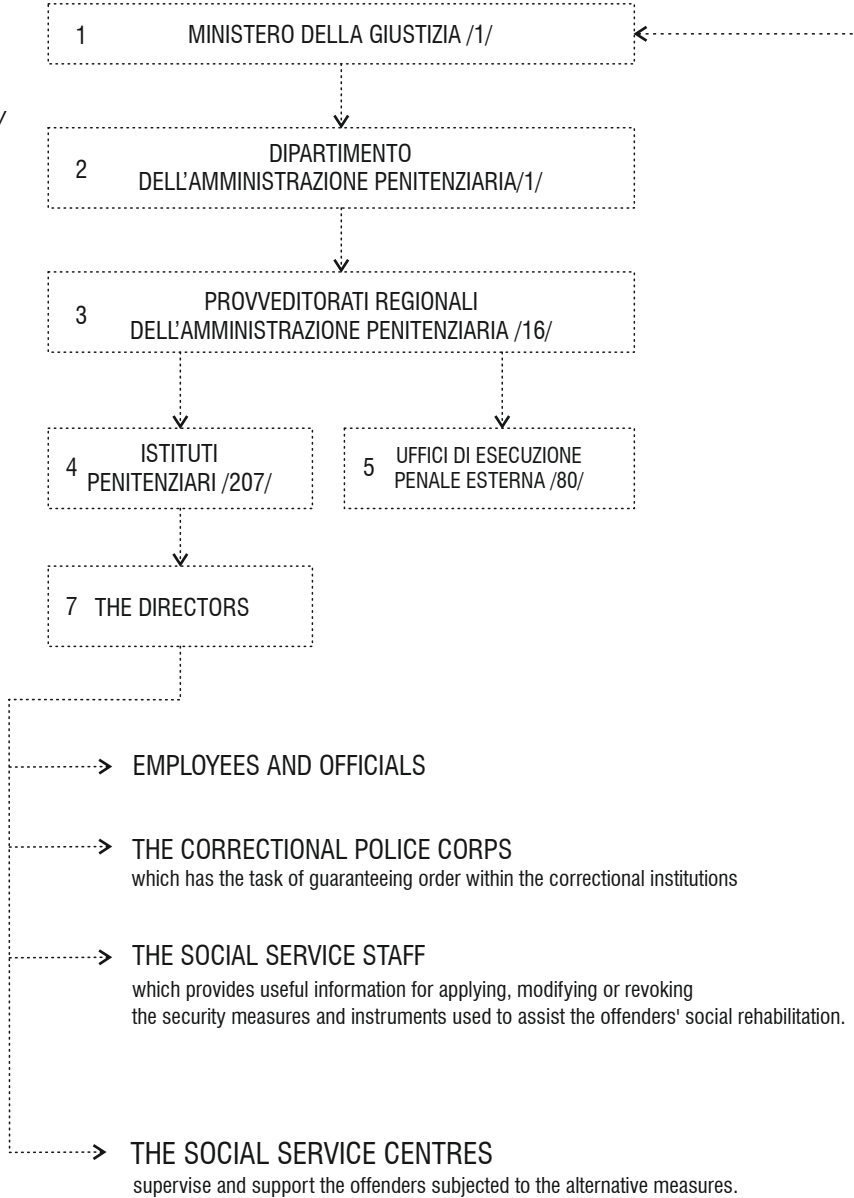 1 MINISTERO DELLA GIUSTIZIA /1/
/
2 DIPARTIMENTO
DELL'AMMINISTRAZIONE PENITENZIARIA/1/
3 PROVVEDITORATI REGIONALI
DELL'AMMINISTRAZIONE PENITENZIARIA /16/
4 ISTITUTI
PENITENZIARI /207/
5 UFFICI DI ESECUZIONE
PENALE ESTERNA /80/
7 THE DIRECTORS
EMPLOYEES AND OFFICIALS
THE CORRECTIONAL POLICE CORPS
which has the task of guaranteeing order within the correctional institutions
THE SOCIAL SERVICE STAFF
which provides useful information for applying, modifying or revoking
the security measures and instruments used to assist the offenders' social rehabilitation.
THE SOCIAL SERVICE CENTRES
supervise and support the offenders subjected to the alternative measures.